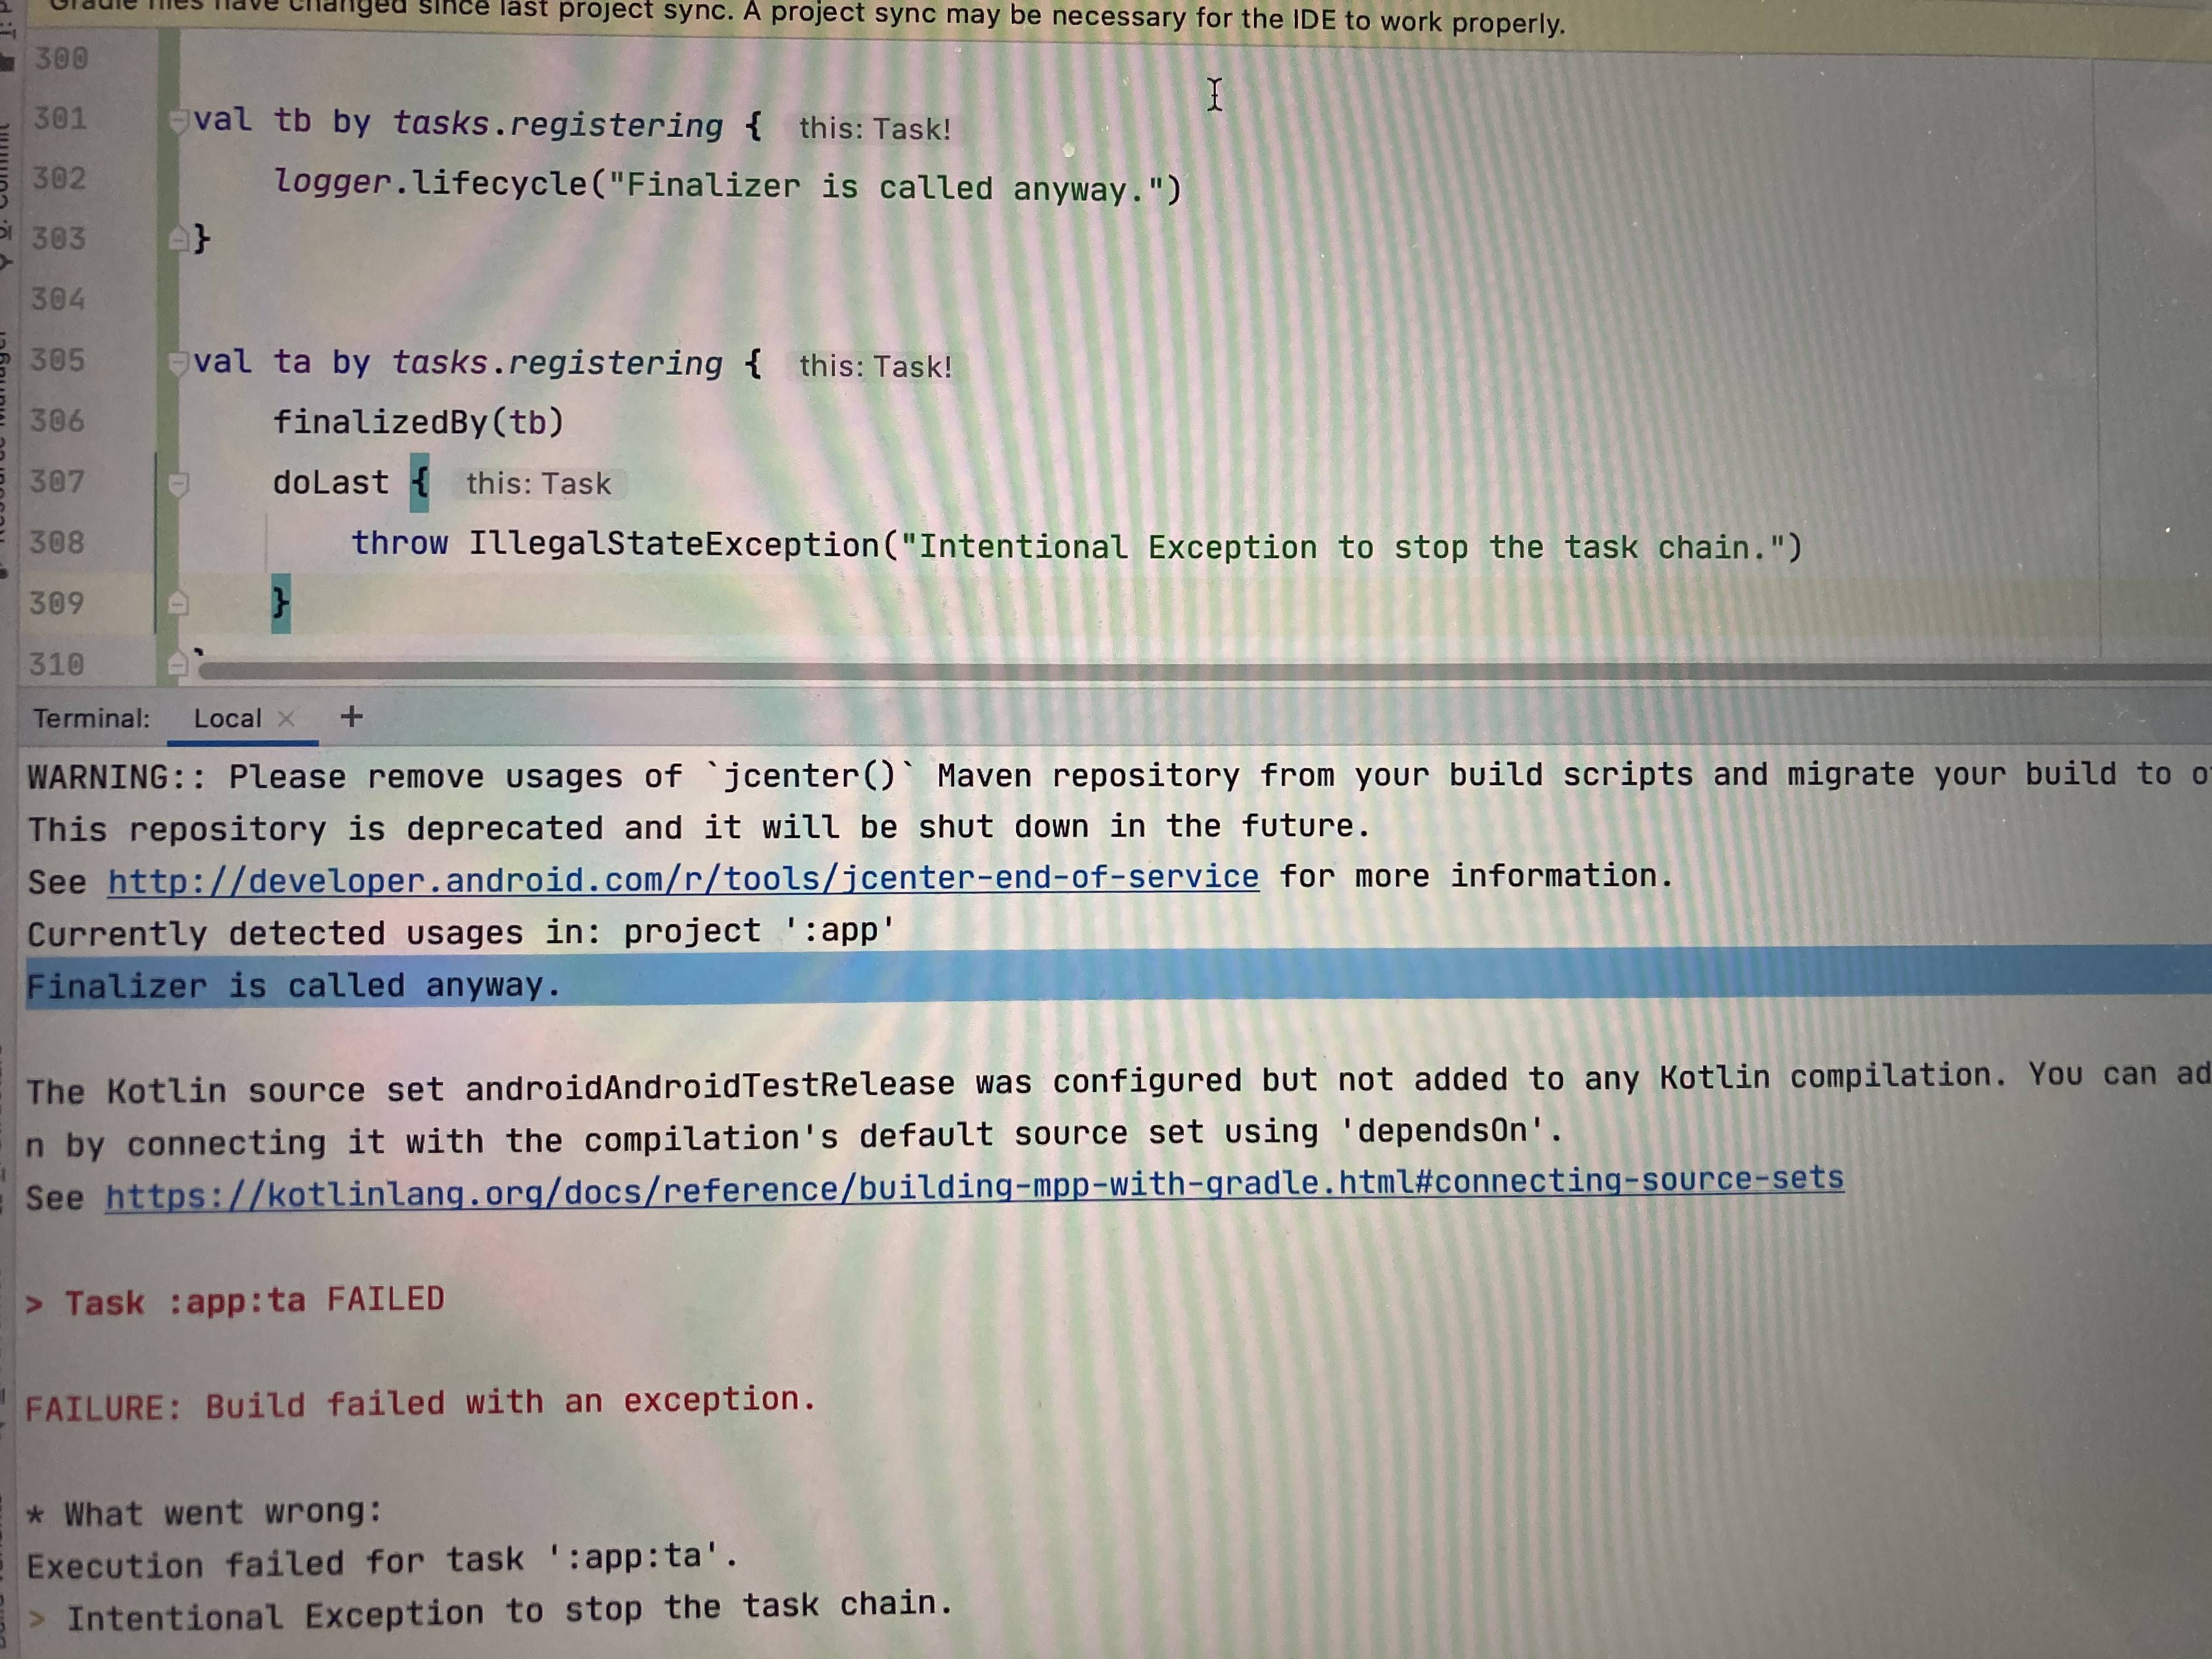 Gradle files have changed since last project sync. A project sync may be necessary for the IDE to work properly.
300
301 val tb by tasks.registering { this: Task!
302 logger.lifecycle("Finalizer is called anyway.")
303 }
304
305 val ta by tasks.registering { this: Task!
306 finalizedBy(tb)
307 doLast { this: Task
308 throw IllegalStateException("Intentional Exception to stop the task chain.")
309 }
310
Terminal: Local × +
WARNING:: Please remove usages of `jcenter()` Maven repository from your build scripts and migrate your build to
This repository is deprecated and it will be shut down in the future.
See http://developer.android.com/r/tools/jcenter-end-of-service for more information.
Currently detected usages in: project ':app'
Finalizer is called anyway.
The Kotlin source set androidAndroidTestRelease was configured but not added to any Kotlin compilation. You can ad
n by connecting it with the compilation's default source set using 'dependsOn'.
See https://kotlinlang.org/docs/reference/building-mpp-with-gradle.html#connecting-source-sets
> Task :app:ta FAILED
FAILURE: Build failed with an exception.
* What went wrong:
Execution failed for task ':app:ta'.
> Intentional Exception to stop the task chain.